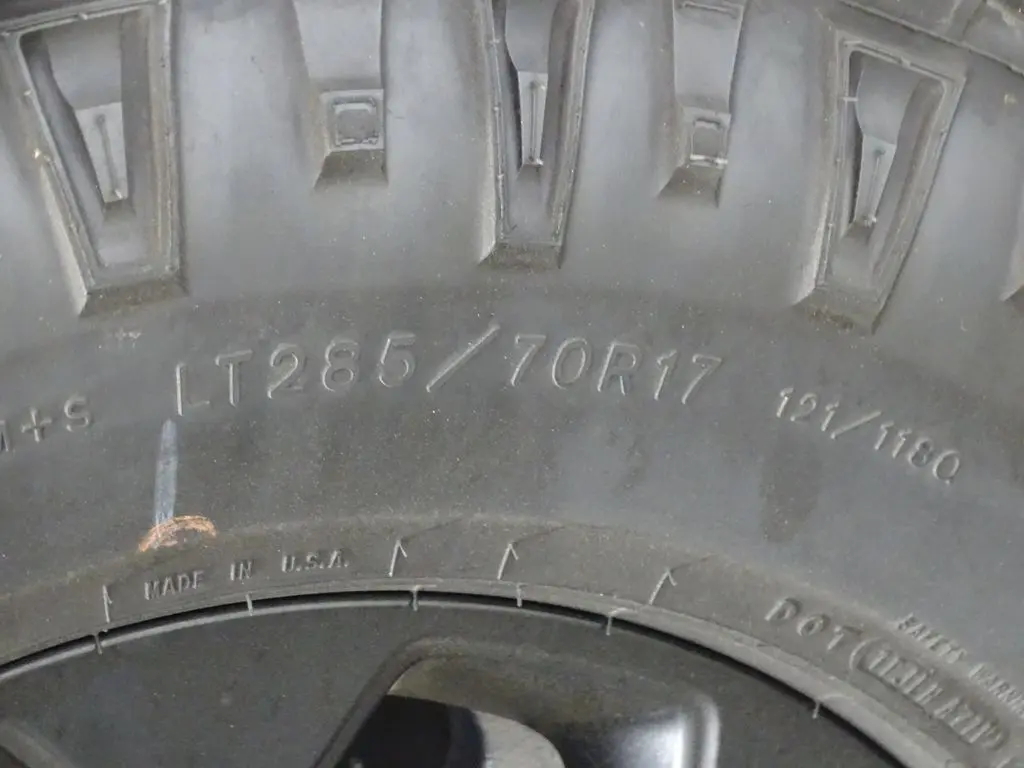 M+S LT285/70R17 121/118Q
MADE IN U.S.A.
DOT